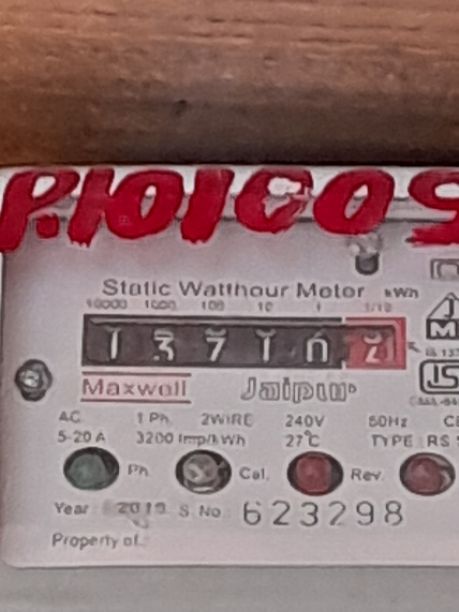 Static Watthour Meter kWh
10000 1000 100 10 1 1/10
1 3 7 1 0 2
Maxwell Jaipur
AC 1 Ph 2WIRE 240V 50Hz
5-20 A 3200 Imp/kWh 27°C TYPE RS
Ph. Cal. Rev.
Year 2019 S. No. 623298
Property of